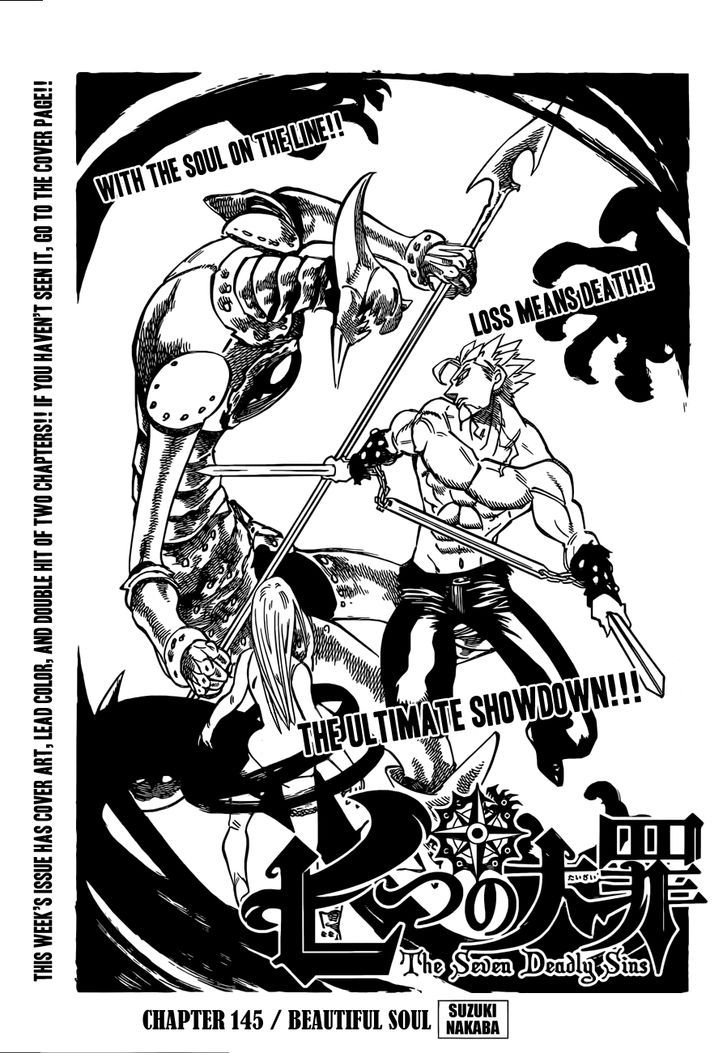 THIS WEEK'S ISSUE HAS COVER ART, LEAD COLOR, AND DOUBLE HIT OF TWO CHAPTERS!! IF YOU HAVEN'T SEEN IT, GO TO THE COVER PAGE!!
WITH THE SOUL ON THE LINE!!
LOSS MEANS DEATH!!
THE ULTIMATE SHOWDOWN!!!
七つの大罪
たいざい
The Seven Deadly Sins
CHAPTER 145 / BEAUTIFUL SOUL
SUZUKI
NAKABA